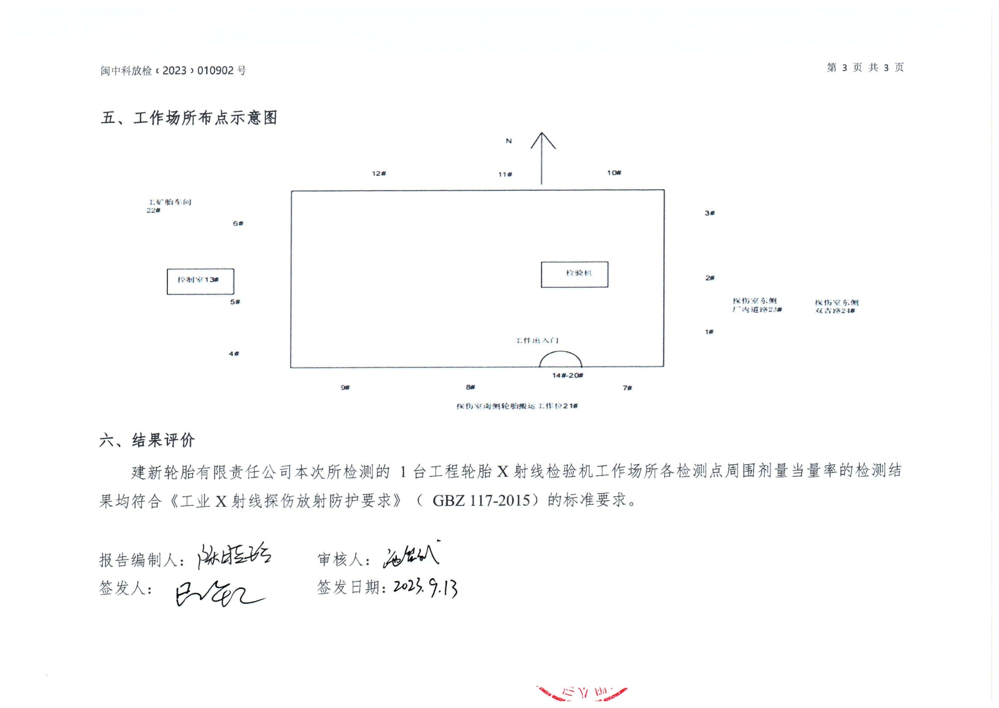 闽中科放检﹝2023﹞010902 号
第 3 页 共 3 页
五、工作场所布点示意图
N
12#
11#
10#
工矿胎车间
22#
3#
6#
控制室13#
检验机
2#
5#
探伤室东侧
厂内道路23#
探伤室东侧
双吉路24#
1#
工件出入门
4#
14#-20#
9#
8#
7#
探伤室南侧轮胎搬运工作位21#
六、结果评价
建新轮胎有限责任公司本次所检测的 1 台工程轮胎 X 射线检验机工作场所各检测点周围剂量当量率的检测结
果均符合《工业 X 射线探伤放射防护要求》（ GBZ 117-2015）的标准要求。
报告编制人：
审核人：
签发人：
签发日期：2023.9.13